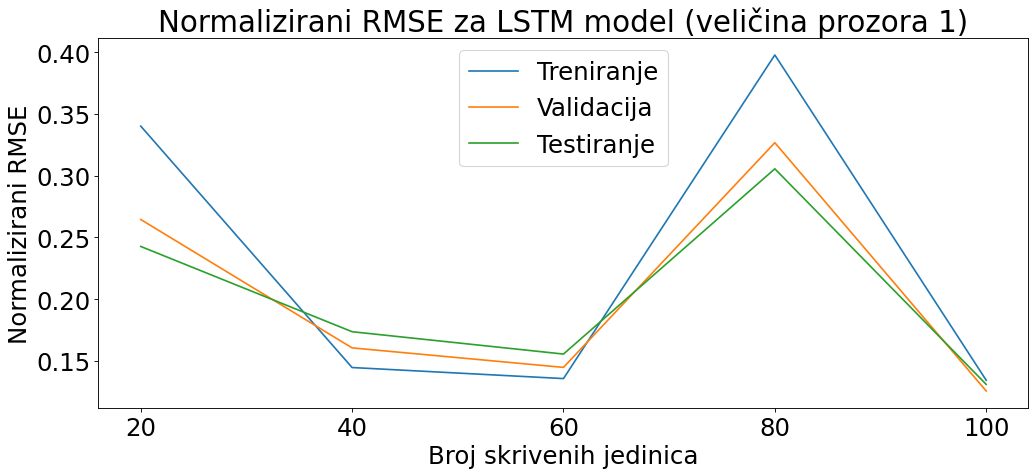 Normalizirani RMSE za LSTM model (veličina prozora 1)
Treniranje
Validacija
Testiranje
Normalizirani RMSE
0.40
0.35
0.30
0.25
0.20
0.15
20 40 60 80 100
Broj skrivenih jedinica